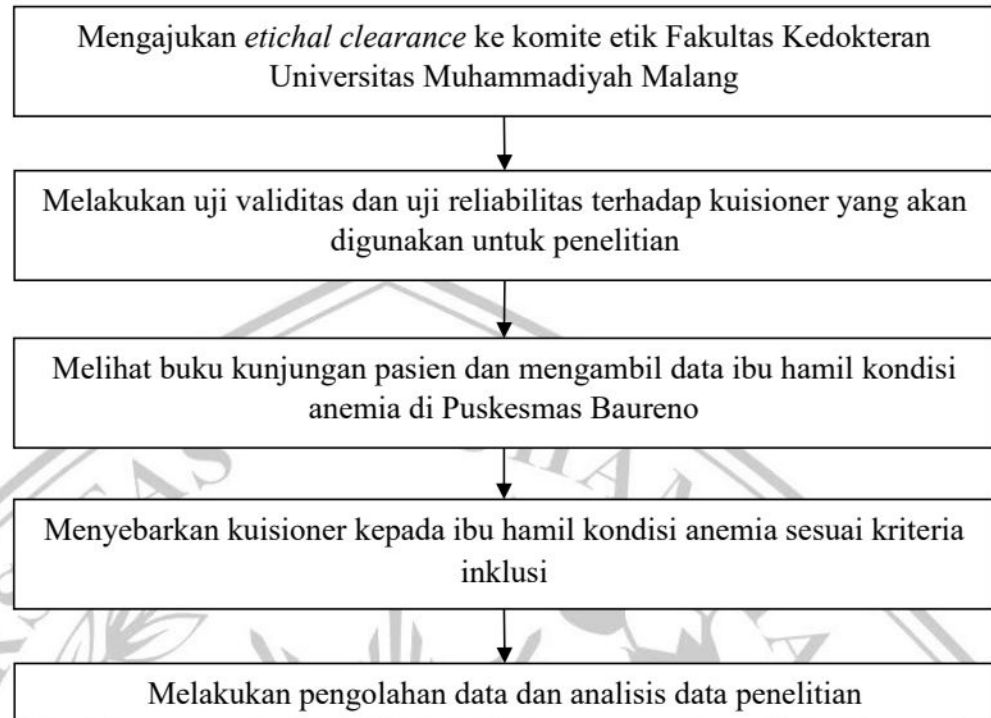 Mengajukan etichal clearance ke komite etik Fakultas Kedokteran
Universitas Muhammadiyah Malang
Melakukan uji validitas dan uji reliabilitas terhadap kuisioner yang akan
digunakan untuk penelitian
Melihat buku kunjungan pasien dan mengambil data ibu hamil kondisi
anemia di Puskesmas Baureno
Menyebarkan kuisioner kepada ibu hamil kondisi anemia sesuai kriteria
inklusi
Melakukan pengolahan data dan analisis data penelitian